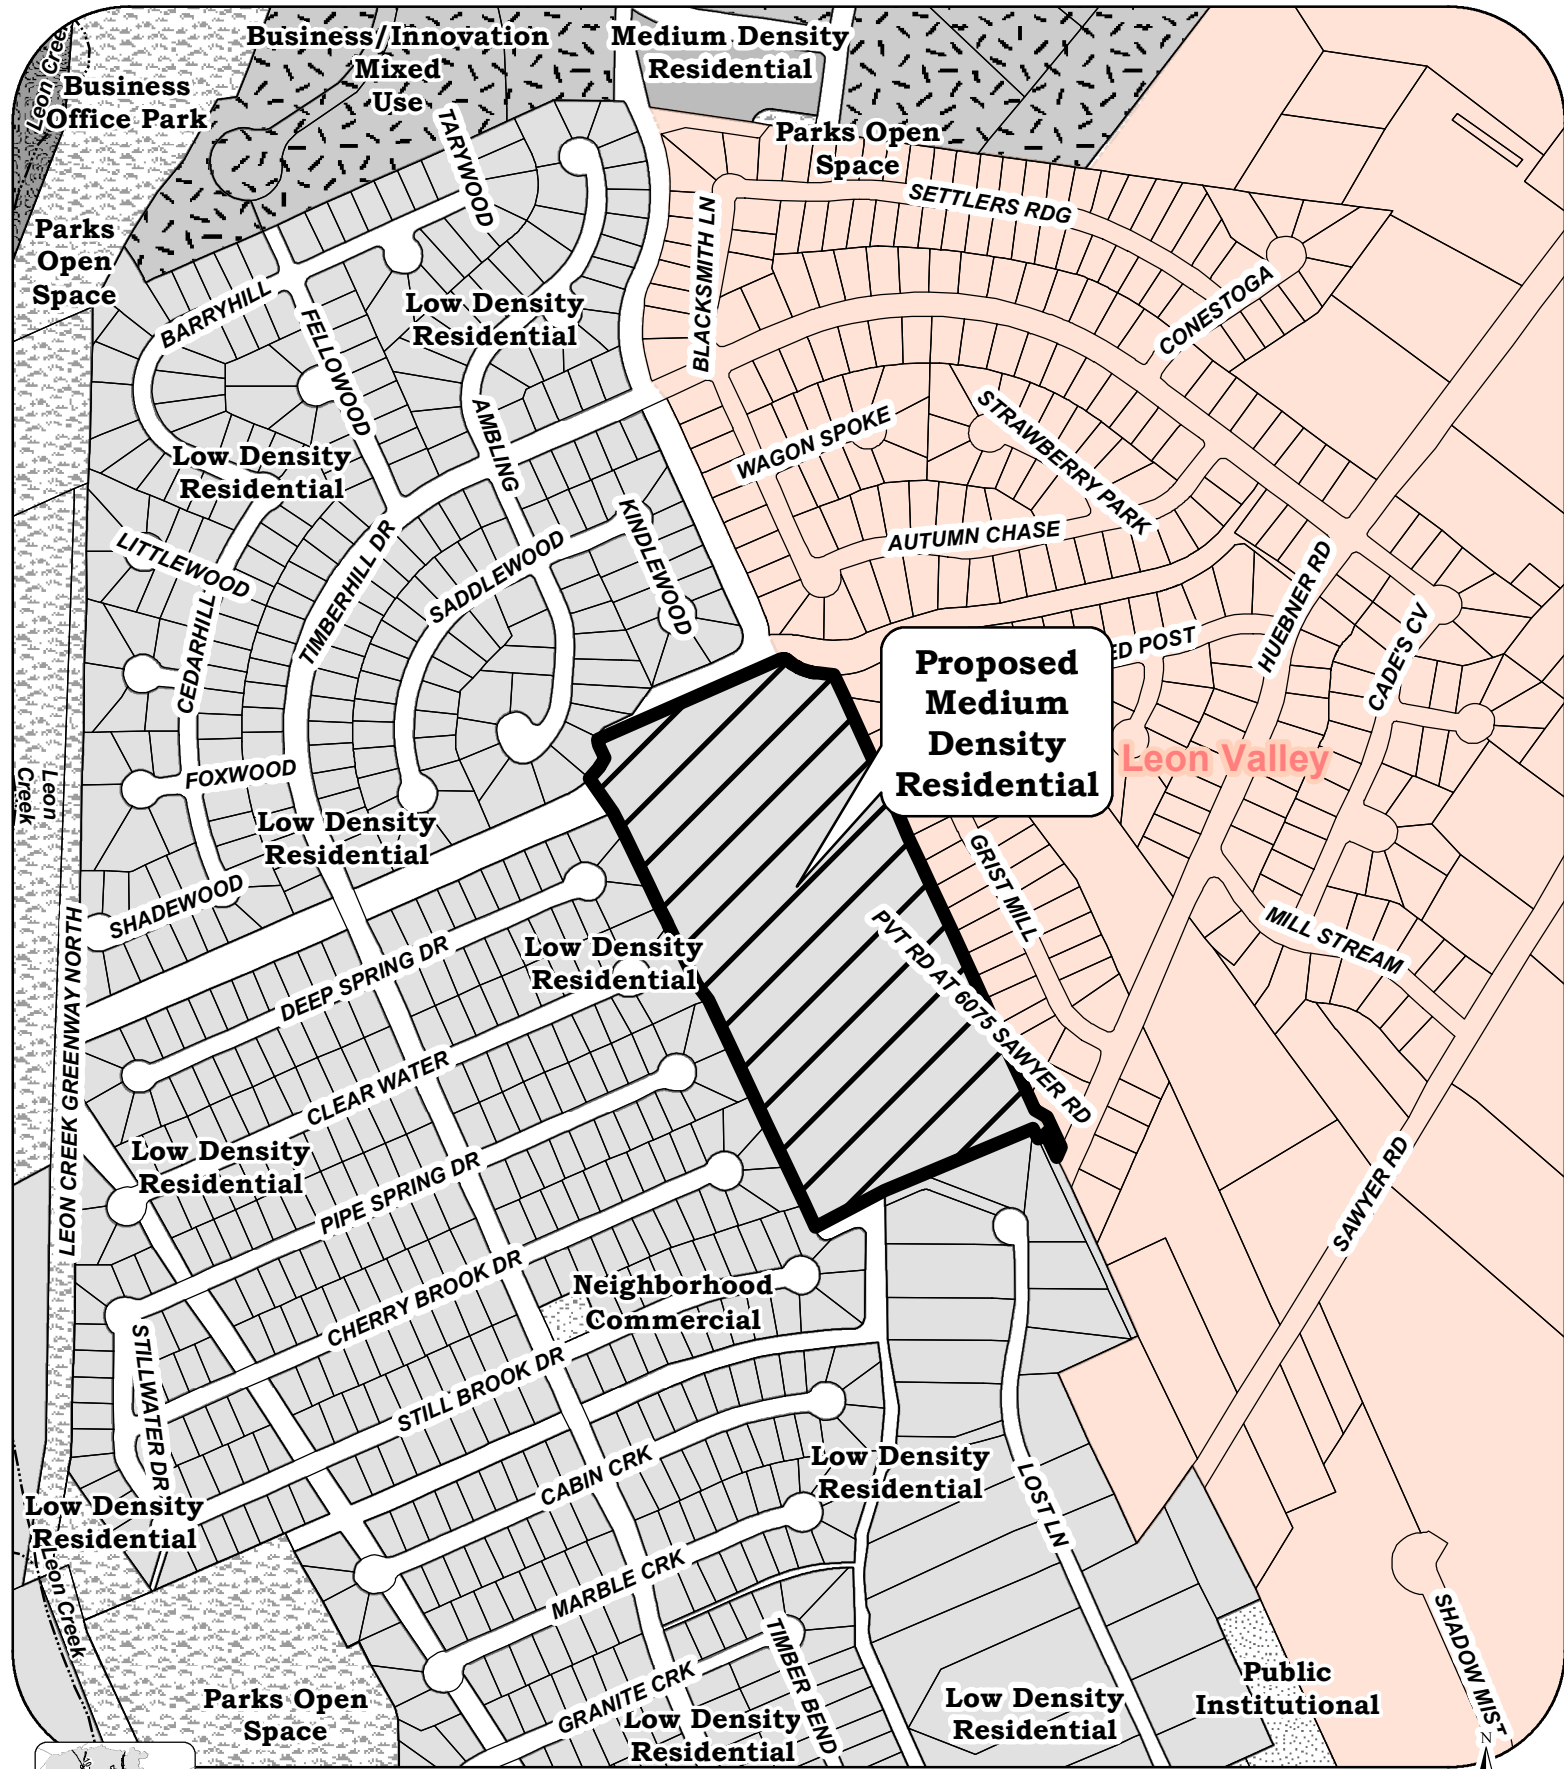 Business/Innovation
Mixed
Use
Medium Density
Residential
Leon Creek
Business
Office Park
Parks Open
Space
TARYWOOD
SETTLERS RDG
BLACKSMITH LN
Parks
Open
Space
BARRYHILL
FELLOWOOD
Low Density
Residential
CONESTOGA
AMBLING
WAGON SPOKE
STRAWBERRY PARK
Low Density
Residential
LITTLEWOOD
TIMBERHILL DR
SADDLEWOOD
KINDLEWOOD
AUTUMN CHASE
HUEBNER RD
CEDARHILL
ED POST
CADE'S CV
Proposed
Medium
Density
Residential
Leon Valley
Leon
Creek
FOXWOOD
Low Density
Residential
GRIST MILL
SHADEWOOD
PVT RD AT 6075 SAWYER RD
MILL STREAM
LEON CREEK GREENWAY NORTH
DEEP SPRING DR
Low Density
Residential
CLEAR WATER
Low Density
Residential
PIPE SPRING DR
SAWYER RD
CHERRY BROOK DR
Neighborhood
Commercial
STILLWATER DR
STILL BROOK DR
CABIN CRK
Low Density
Residential
LOST LN
Low Density
Residential
Leon Creek
MARBLE CRK
SHADOW MIST
TIMBER BEND
GRANITE CRK
Parks Open
Space
Low Density
Residential
Low Density
Residential
Public
Institutional
N